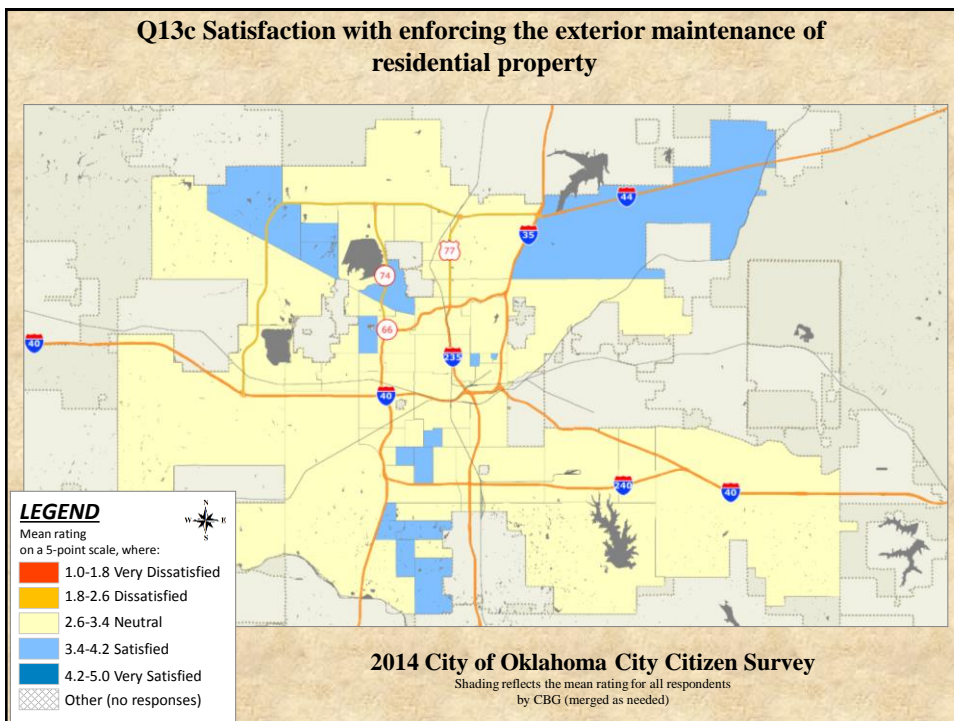 Q13c Satisfaction with enforcing the exterior maintenance of
residential property
44
35
77
74
66
40
235
40
240
40
LEGEND
N
W E
S
Mean rating
on a 5-point scale, where:
1.0-1.8 Very Dissatisfied
1.8-2.6 Dissatisfied
2.6-3.4 Neutral
3.4-4.2 Satisfied
4.2-5.0 Very Satisfied
Other (no responses)
2014 City of Oklahoma City Citizen Survey
Shading reflects the mean rating for all respondents
by CBG (merged as needed)